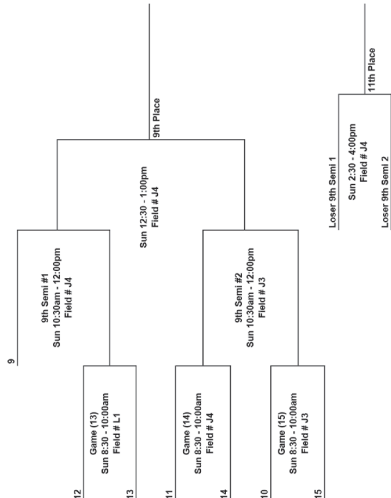 9
9th Semi #1
Sun 10:30am - 12:00pm
Field # J4
12
Game (13)
Sun 8:30 - 10:00am
Field # L1
13
Sun 12:30 - 1:00pm
Field # J4
9th Place
11
Game (14)
Sun 8:30 - 10:00am
Field # J4
14
9th Semi #2
Sun 10:30am - 12:00pm
Field # J3
10
Game (15)
Sun 8:30 - 10:00am
Field # J3
15
Loser 9th Semi 1
Sun 2:30 - 4:00pm
Field # J4
11th Place
Loser 9th Semi 2